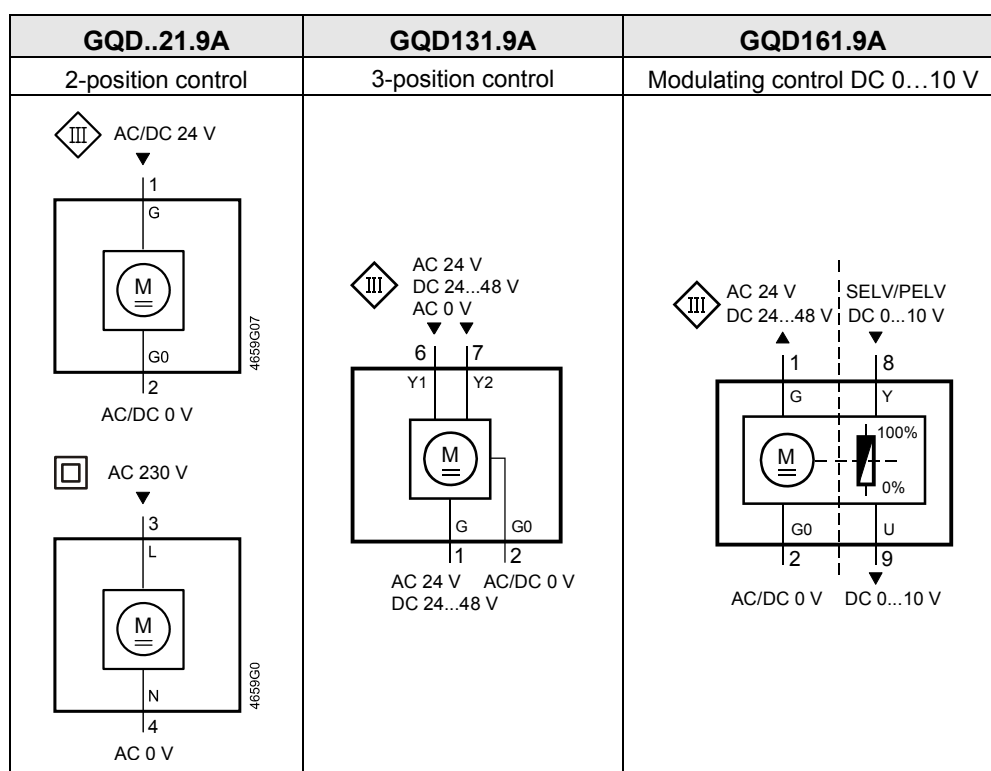 GQD..21.9A
GQD131.9A
GQD161.9A
2-position control
3-position control
Modulating control DC 0…10 V
III
AC/DC 24 V
1
G
M
G0
2
AC/DC 0 V
4659G07
AC 230 V
3
L
M
N
4
AC 0 V
4659G0
III
AC 24 V
DC 24...48 V
AC 0 V
6
7
Y1
Y2
M
G
G0
1
2
AC 24 V
AC/DC 0 V
DC 24...48 V
III
AC 24 V
DC 24...48 V
SELV/PELV
DC 0...10 V
1
8
G
Y
M
100%
0%
G0
U
2
9
AC/DC 0 V
DC 0...10 V